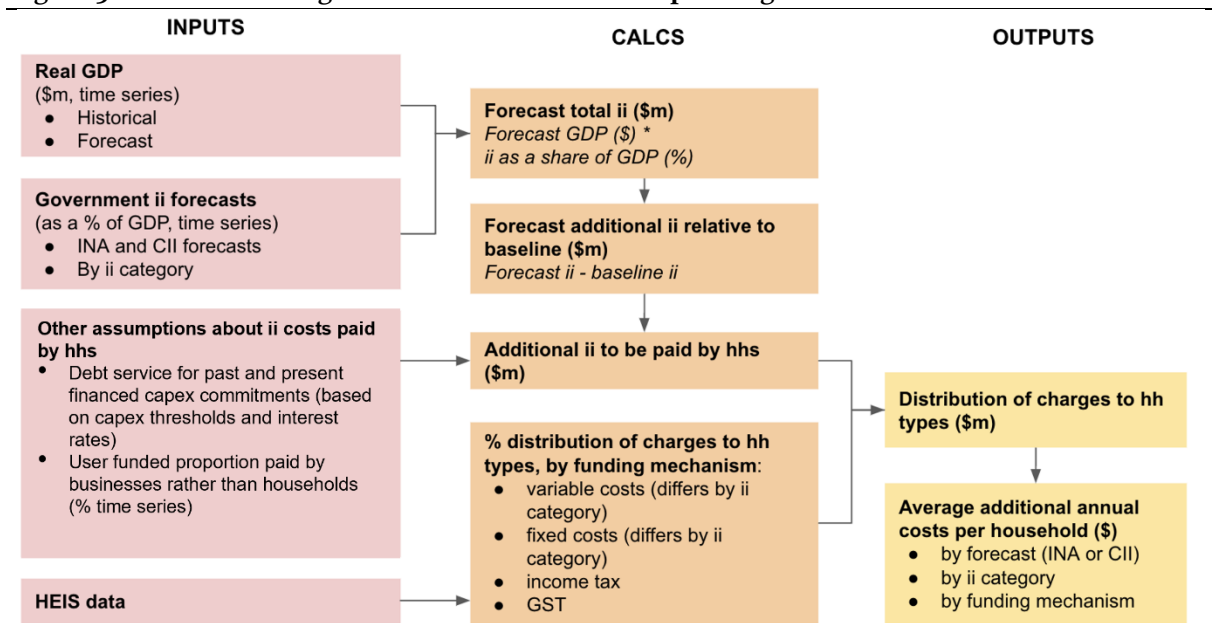 INPUTS
Real GDP
($m, time series)
● Historical
● Forecast
Government ii forecasts
(as a % of GDP, time series)
● INA and CII forecasts
● By ii category
Other assumptions about ii costs paid
by hhs
• Debt service for past and present
financed capex commitments (based
on capex thresholds and interest
rates)
• User funded proportion paid by
businesses rather than households
(% time series)
HEIS data
CALCS
Forecast total ii ($m)
Forecast GDP ($) *
ii as a share of GDP (%)
Forecast additional ii relative to
baseline ($m)
Forecast ii - baseline ii
Additional ii to be paid by hhs
($m)
% distribution of charges to hh
types, by funding mechanism:
● variable costs (differs by ii
category)
● fixed costs (differs by ii
category)
● income tax
● GST
OUTPUTS
Distribution of charges to hh
types ($m)
Average additional annual
costs per household ($)
● by forecast (INA or CII)
● by ii category
● by funding mechanism